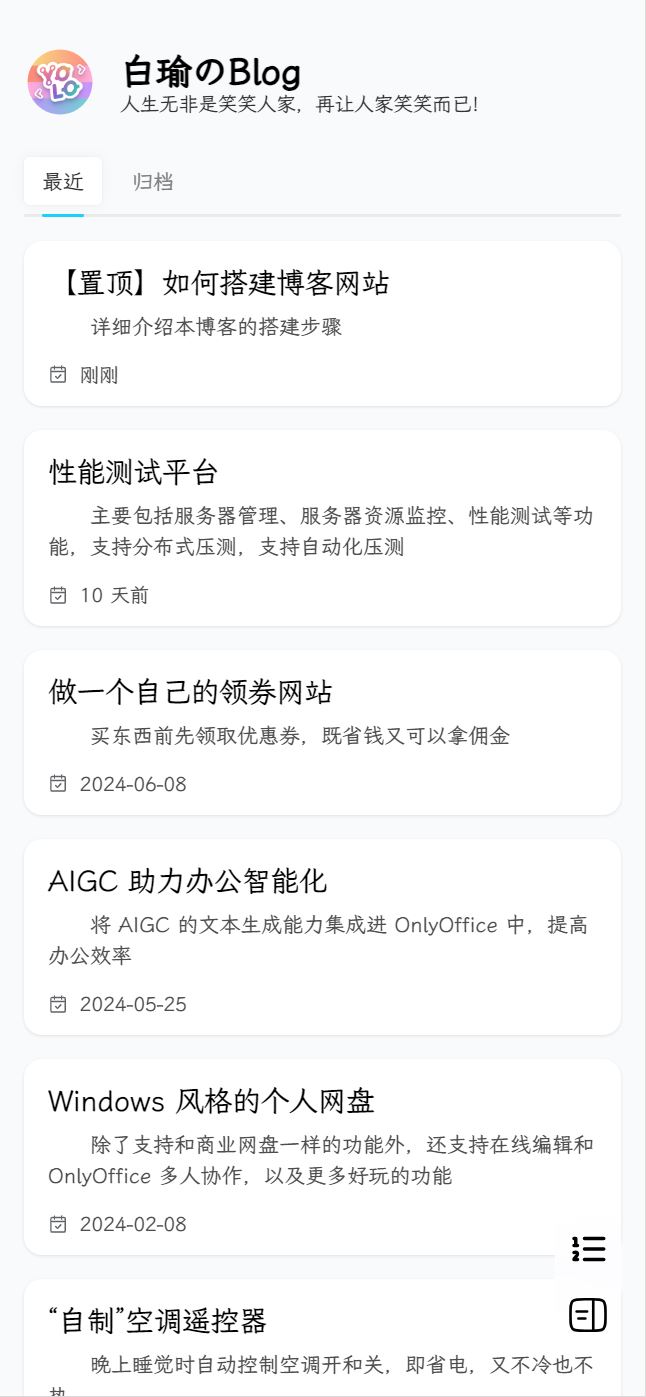 YOLO
白瑜のBlog
人生无非是笑笑人家，再让人家笑笑而已!
最近 归档
【置顶】如何搭建博客网站
详细介绍本博客的搭建步骤
刚刚
性能测试平台
主要包括服务器管理、服务器资源监控、性能测试等功
能，支持分布式压测，支持自动化压测
10 天前
做一个自己的领券网站
买东西前先领取优惠券，既省钱又可以拿佣金
2024-06-08
AIGC 助力办公智能化
将 AIGC 的文本生成能力集成进 OnlyOffice 中，提高
办公效率
2024-05-25
Windows 风格的个人网盘
除了支持和商业网盘一样的功能外，还支持在线编辑和
OnlyOffice 多人协作，以及更多好玩的功能
2024-02-08
“自制”空调遥控器
晚上睡觉时自动控制空调开和关，即省电，又不冷也不